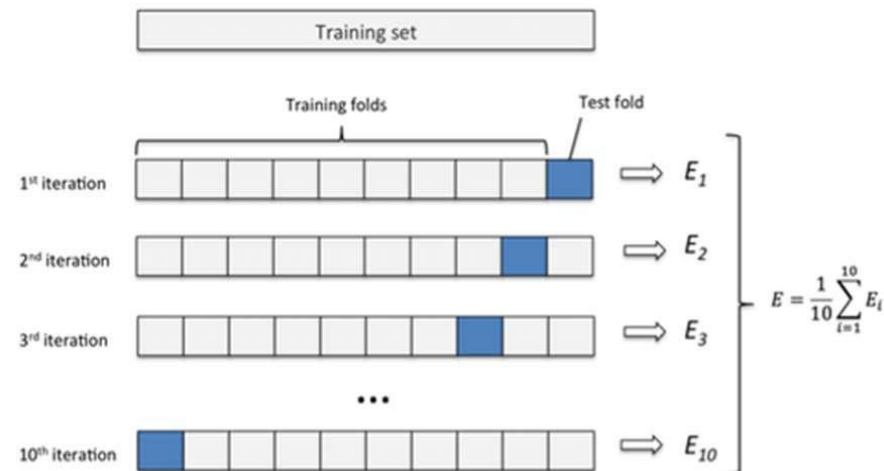 Training set
Training folds
Test fold
1st iteration
E1
2nd iteration
E2
3rd iteration
E3
E = 1/10 10∑i=1 Ei
...
10th iteration
E10